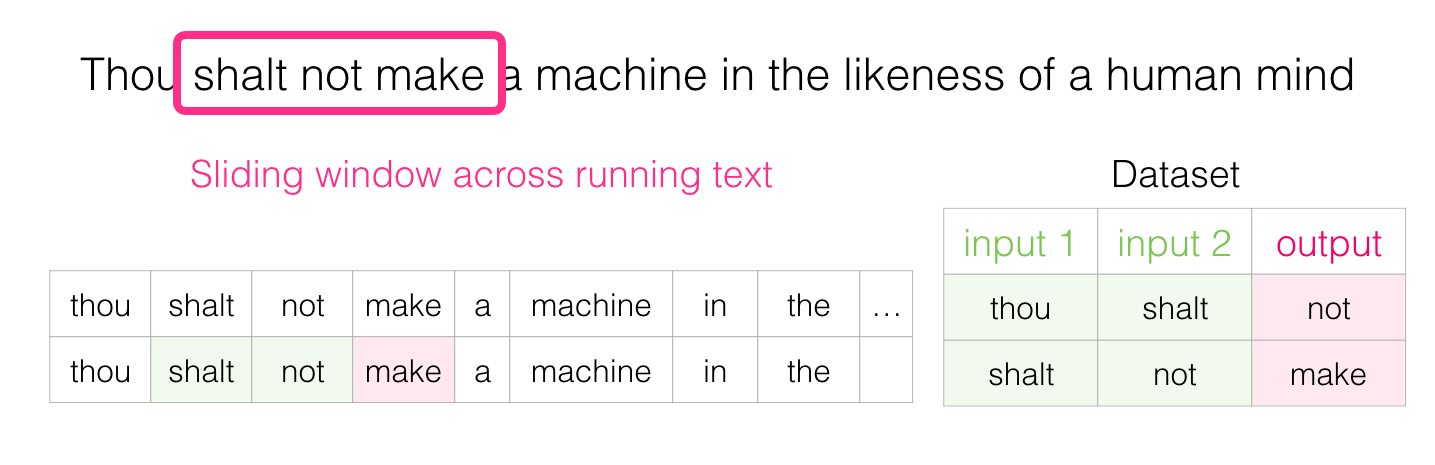 Thou shalt not make a machine in the likeness of a human mind
Sliding window across running text
thou shalt not make a machine in the ...
thou shalt not make a machine in the
Dataset
input 1 input 2 output
thou shalt not
shalt not make